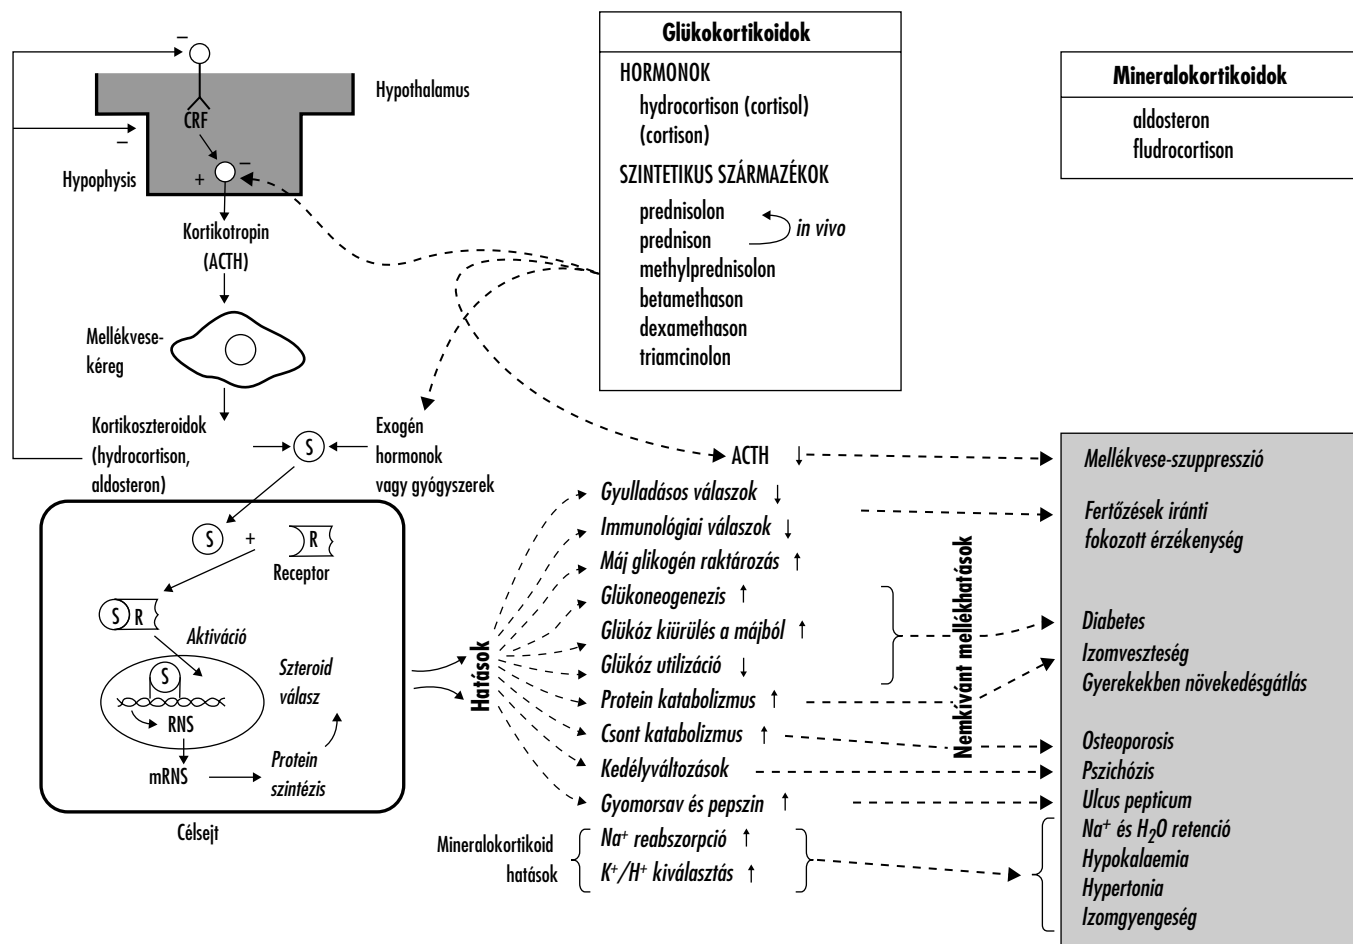 Glükokortikoidok
HORMONOK
hydrocortison (cortisol)
(cortison)
SZINTETIKUS SZÁRMAZÉKOK
prednisolon
prednison
in vivo
methylprednisolon
betamethason
dexamethason
triamcinolon
Mineralokortikoidok
aldosteron
fludrocortison
–
Hypothalamus
CRF
–
–
+
Hypophysis
Kortikotropin
(ACTH)
Mellékvese-
kéreg
Kortikoszteroidok
(hydrocortison,
aldosteron)
S
Exogén
hormonok
vagy gyógyszerek
S + R
Receptor
S R
Aktiváció
S
Szteroid
válasz
RNS
mRNS
Protein
szintézis
Célsejt
Hatások
ACTH ↓
Gyulladásos válaszok ↓
Immunológiai válaszok ↓
Máj glikogén raktározás ↑
Glükoneogenezis ↑
Glükóz kiürülés a májból ↑
Glükóz utilizáció ↓
Protein katabolizmus ↑
Csont katabolizmus ↑
Kedélyváltozások
Gyomorsav és pepszin ↑
Mineralokortikoid
hatások
Na⁺ reabszorpció ↑
K⁺/H⁺ kiválasztás ↑
Nemkívánt mellékhatások
Mellékvese-szuppresszió
Fertőzések iránti
fokozott érzékenység
Diabetes
Izomveszteség
Gyerekekben növekedésgátlás
Osteoporosis
Pszichózis
Ulcus pepticum
Na⁺ és H₂O retenció
Hypokalaemia
Hypertonia
Izomgyengeség